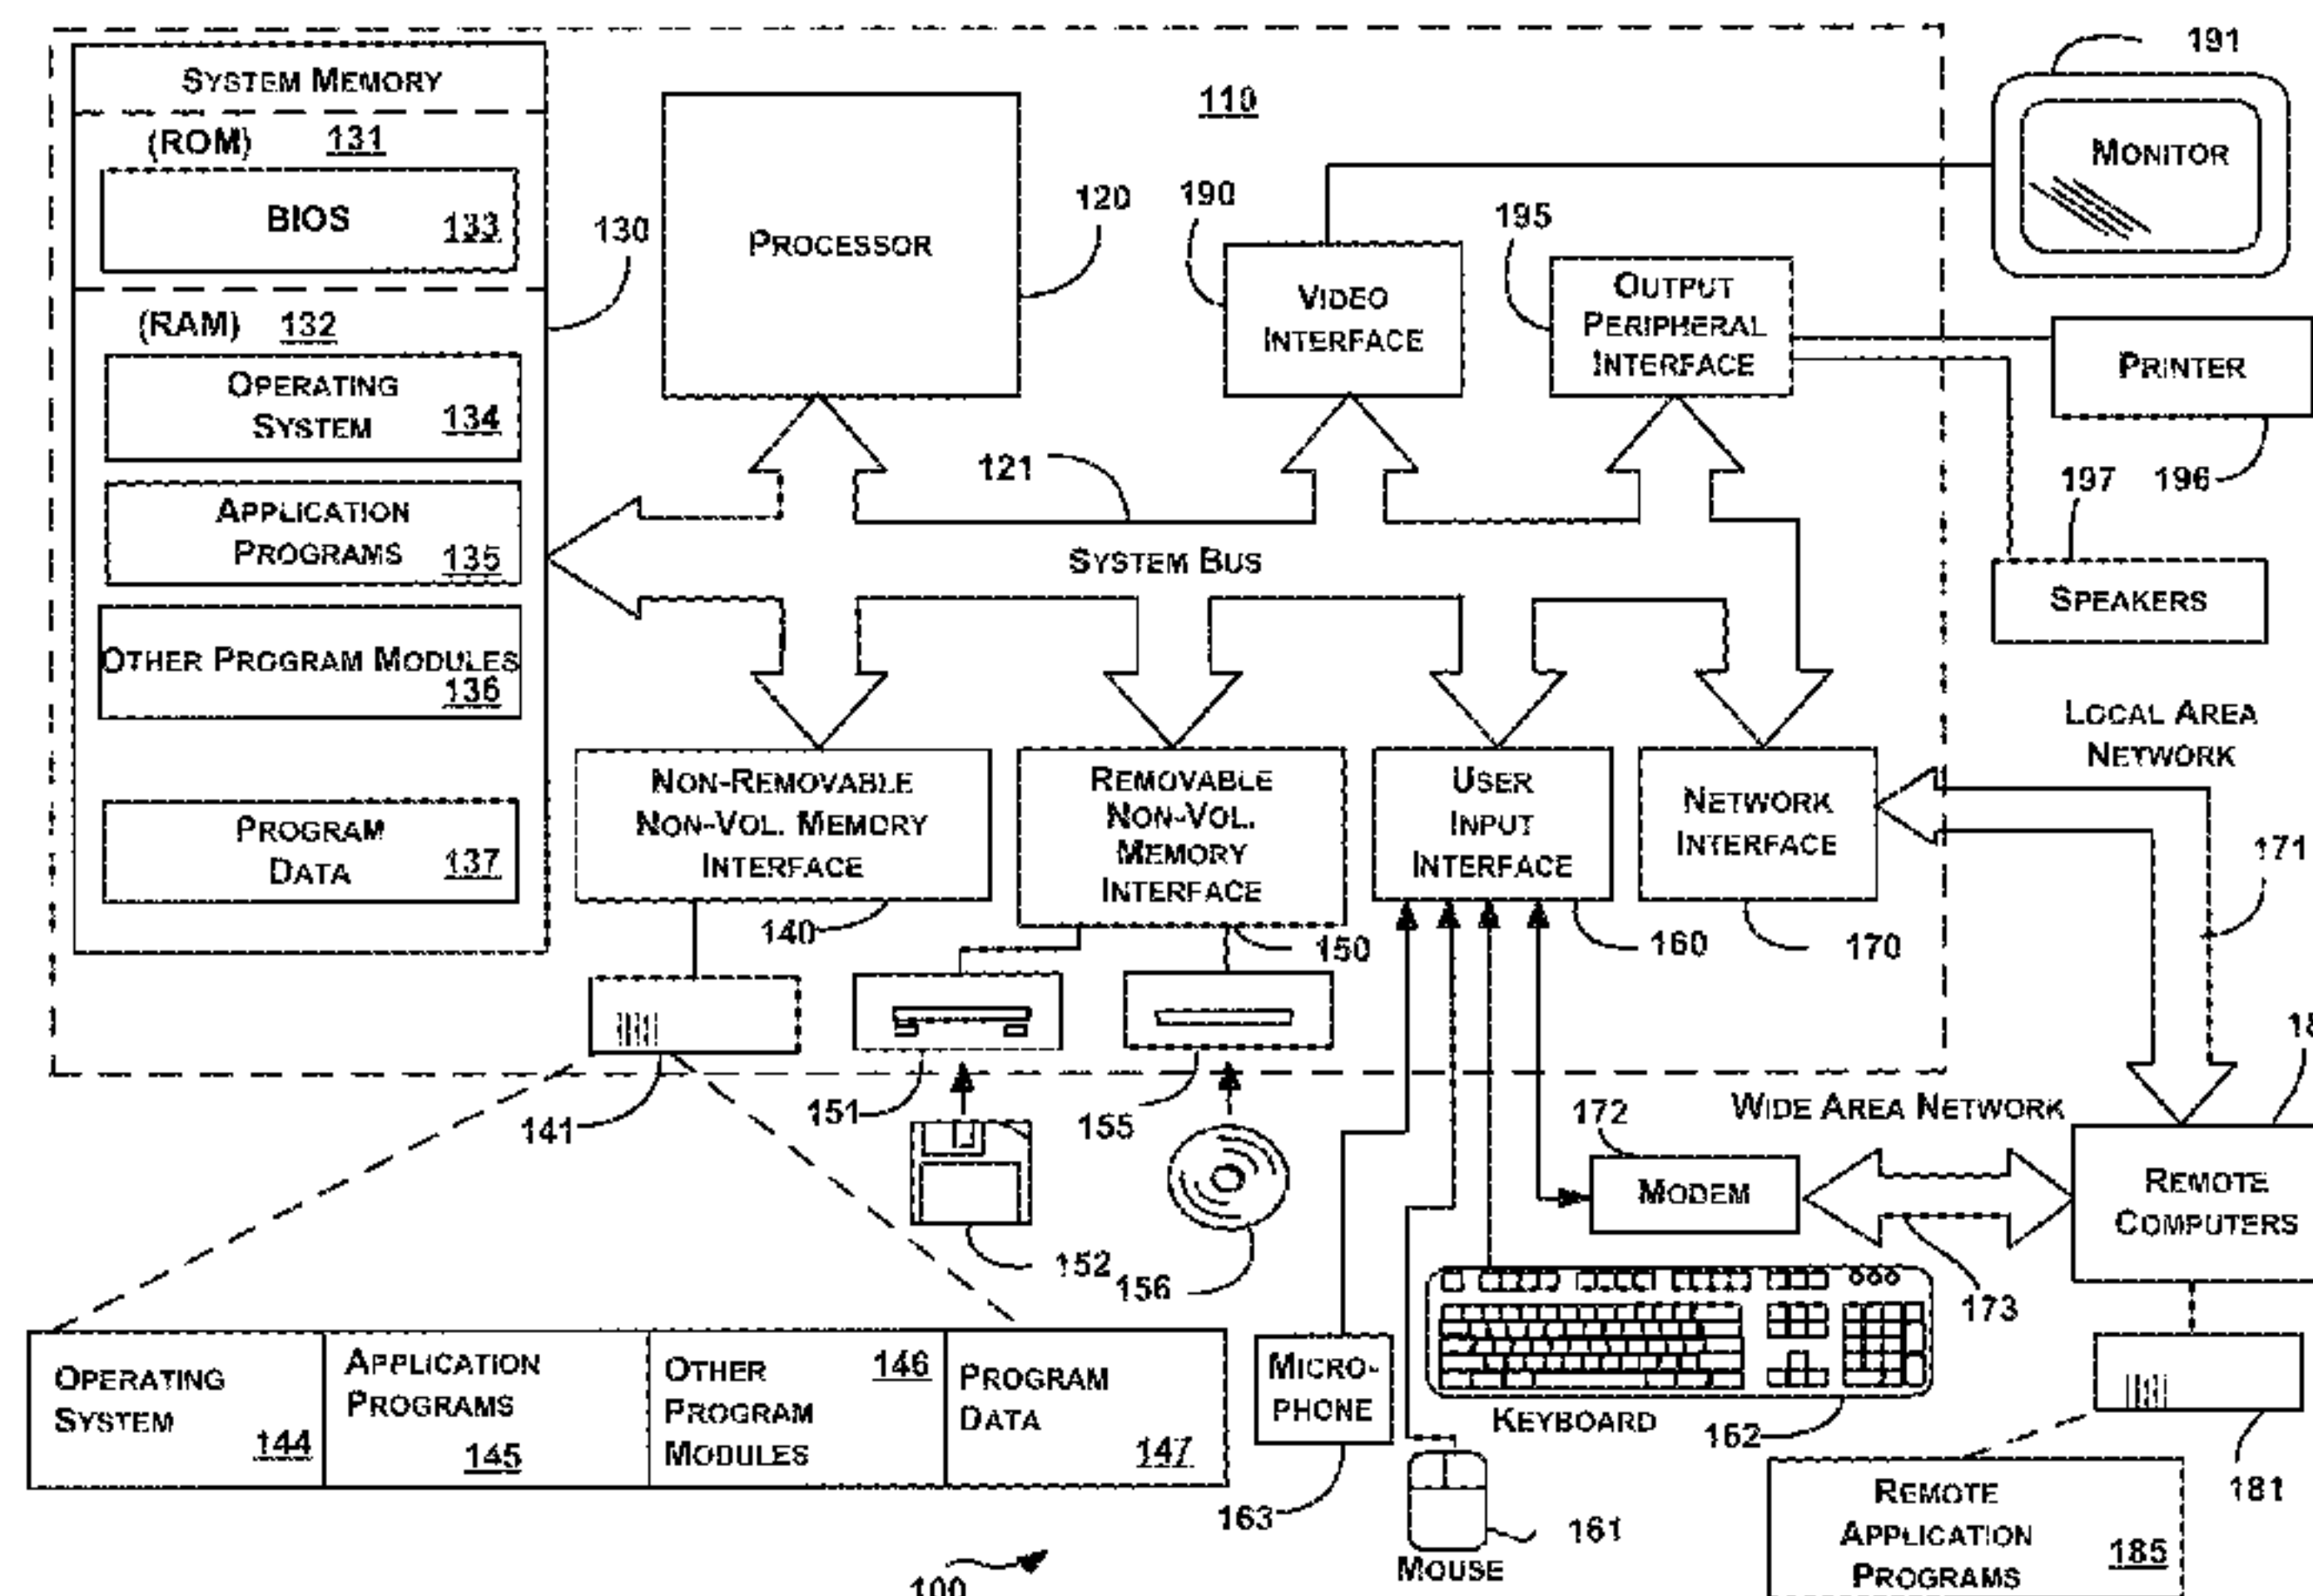 SYSTEM MEMORY
(ROM) 131
BIOS 133
130
(RAM) 132
OPERATING
SYSTEM 134
APPLICATION
PROGRAMS 135
OTHER PROGRAM MODULES
136
PROGRAM
DATA 137
PROCESSOR
120
110
190
VIDEO
INTERFACE
195
OUTPUT
PERIPHERAL
INTERFACE
191
MONITOR
PRINTER
196
197
SPEAKERS
121
SYSTEM BUS
NON-REMOVABLE
NON-VOL. MEMORY
INTERFACE
140
REMOVABLE
NON-VOL.
MEMORY
INTERFACE
150
USER
INPUT
INTERFACE
160
NETWORK
INTERFACE
170
LOCAL AREA
NETWORK
171
141
151
152
155
156
172
WIDE AREA NETWORK
MODEM
173
18
REMOTE
COMPUTERS
OPERATING
SYSTEM
144
APPLICATION
PROGRAMS
145
OTHER 146
PROGRAM
MODULES
PROGRAM
DATA
147
MICRO-
PHONE
163
KEYBOARD
162
161
MOUSE
181
REMOTE
APPLICATION
PROGRAMS
185
100